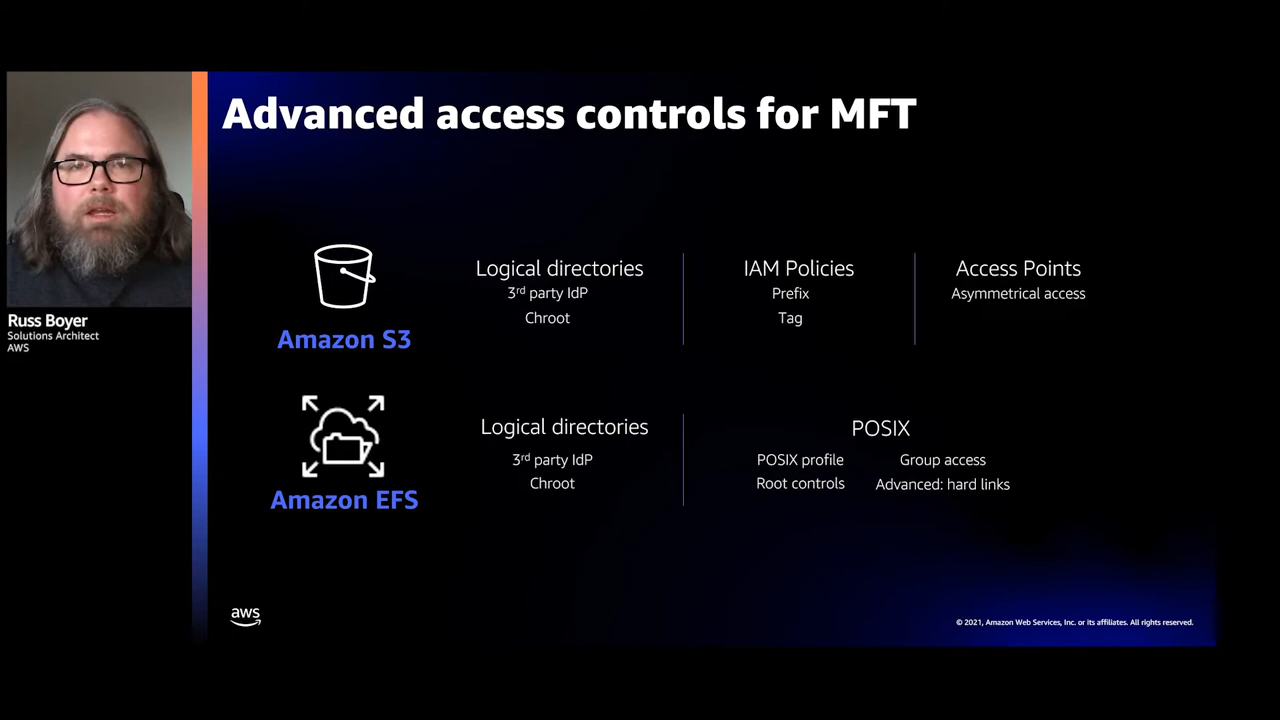 Advanced access controls for MFT
Russ Boyer
Solutions Architect
AWS
Amazon S3
Logical directories
3rd party IdP
Chroot
IAM Policies
Prefix
Tag
Access Points
Asymmetrical access
Amazon EFS
Logical directories
3rd party IdP
Chroot
POSIX
POSIX profile
Group access
Root controls
Advanced: hard links
aws
© 2021, Amazon Web Services, Inc. or its affiliates. All rights reserved.